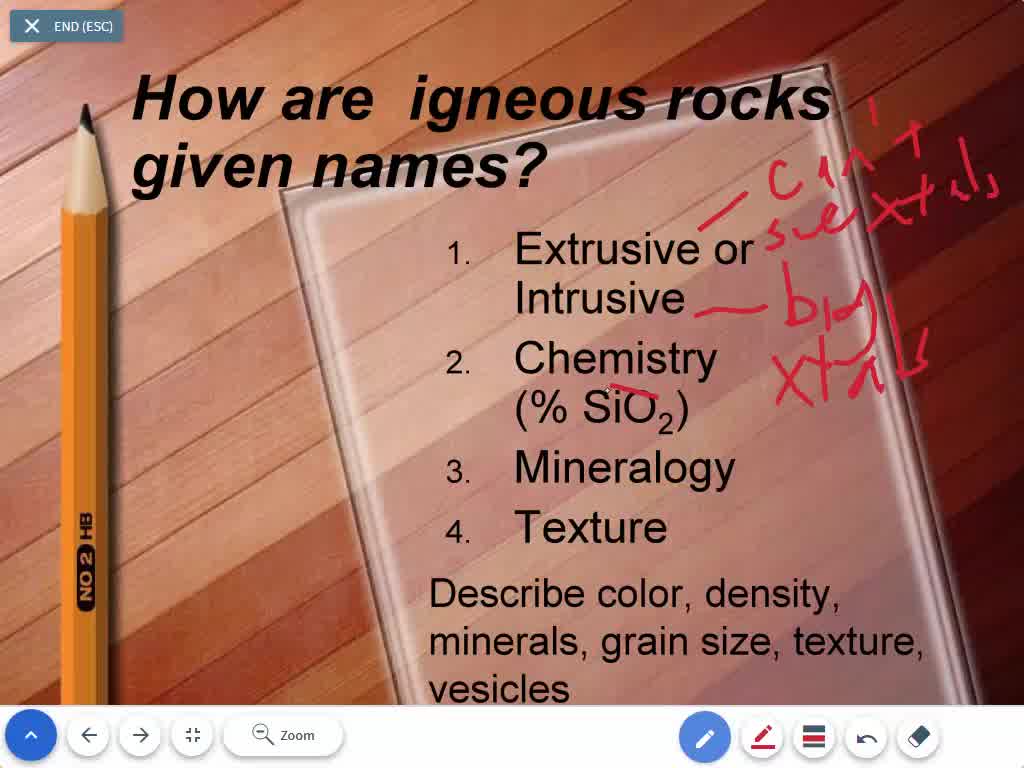 END (ESC)
How are igneous rocks
given names?
can't
see xtals
1. Extrusive or
Intrusive
big
xtals
2. Chemistry
(% SiO₂)
3. Mineralogy
4. Texture
Describe color, density,
minerals, grain size, texture,
vesicles
NO 2 HB
Zoom